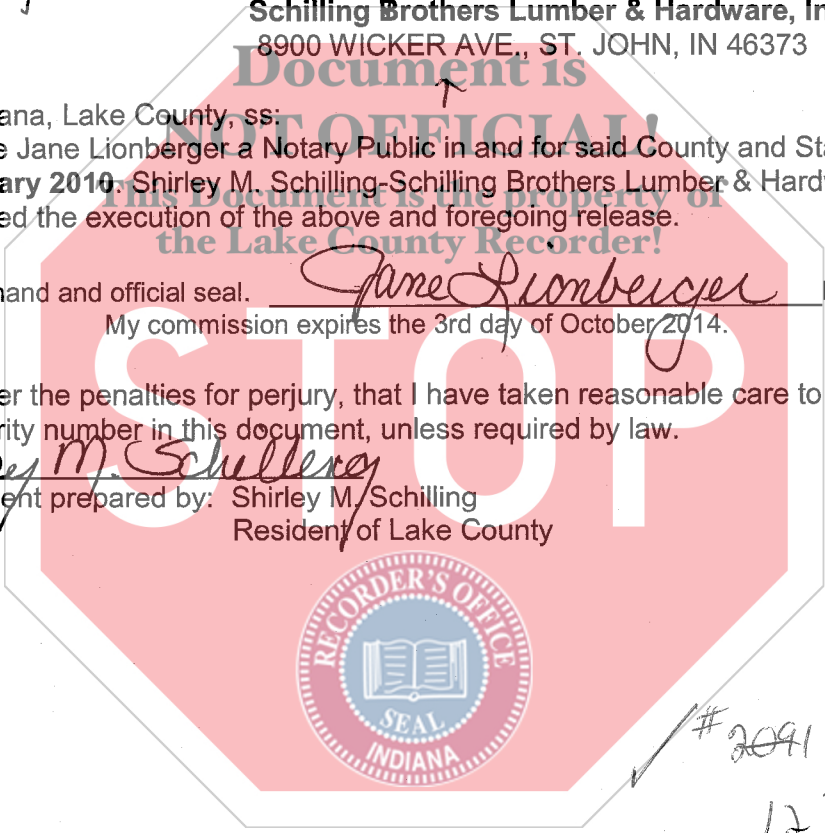 Schilling Brothers Lumber & Hardware, In
8900 WICKER AVE., ST. JOHN, IN 46373
Document is
ana, Lake County, ss:
NOT OFFICIAL!
e Jane Lionberger a Notary Public in and for said County and Sta
ary 2010. Shirley M. Schilling-Schilling Brothers Lumber & Hardw
This Document is the property of
ed the execution of the above and foregoing release.
the Lake County Recorder!
hand and official seal. Jane Lionberger
My commission expires the 3rd day of October 2014.
STOP
er the penalties for perjury, that I have taken reasonable care to
rity number in this document, unless required by law.
ey M. Schilling
ent prepared by: Shirley M. Schilling
Resident of Lake County
RECORDER'S OFFICE
SEAL
INDIANA
#2091
12